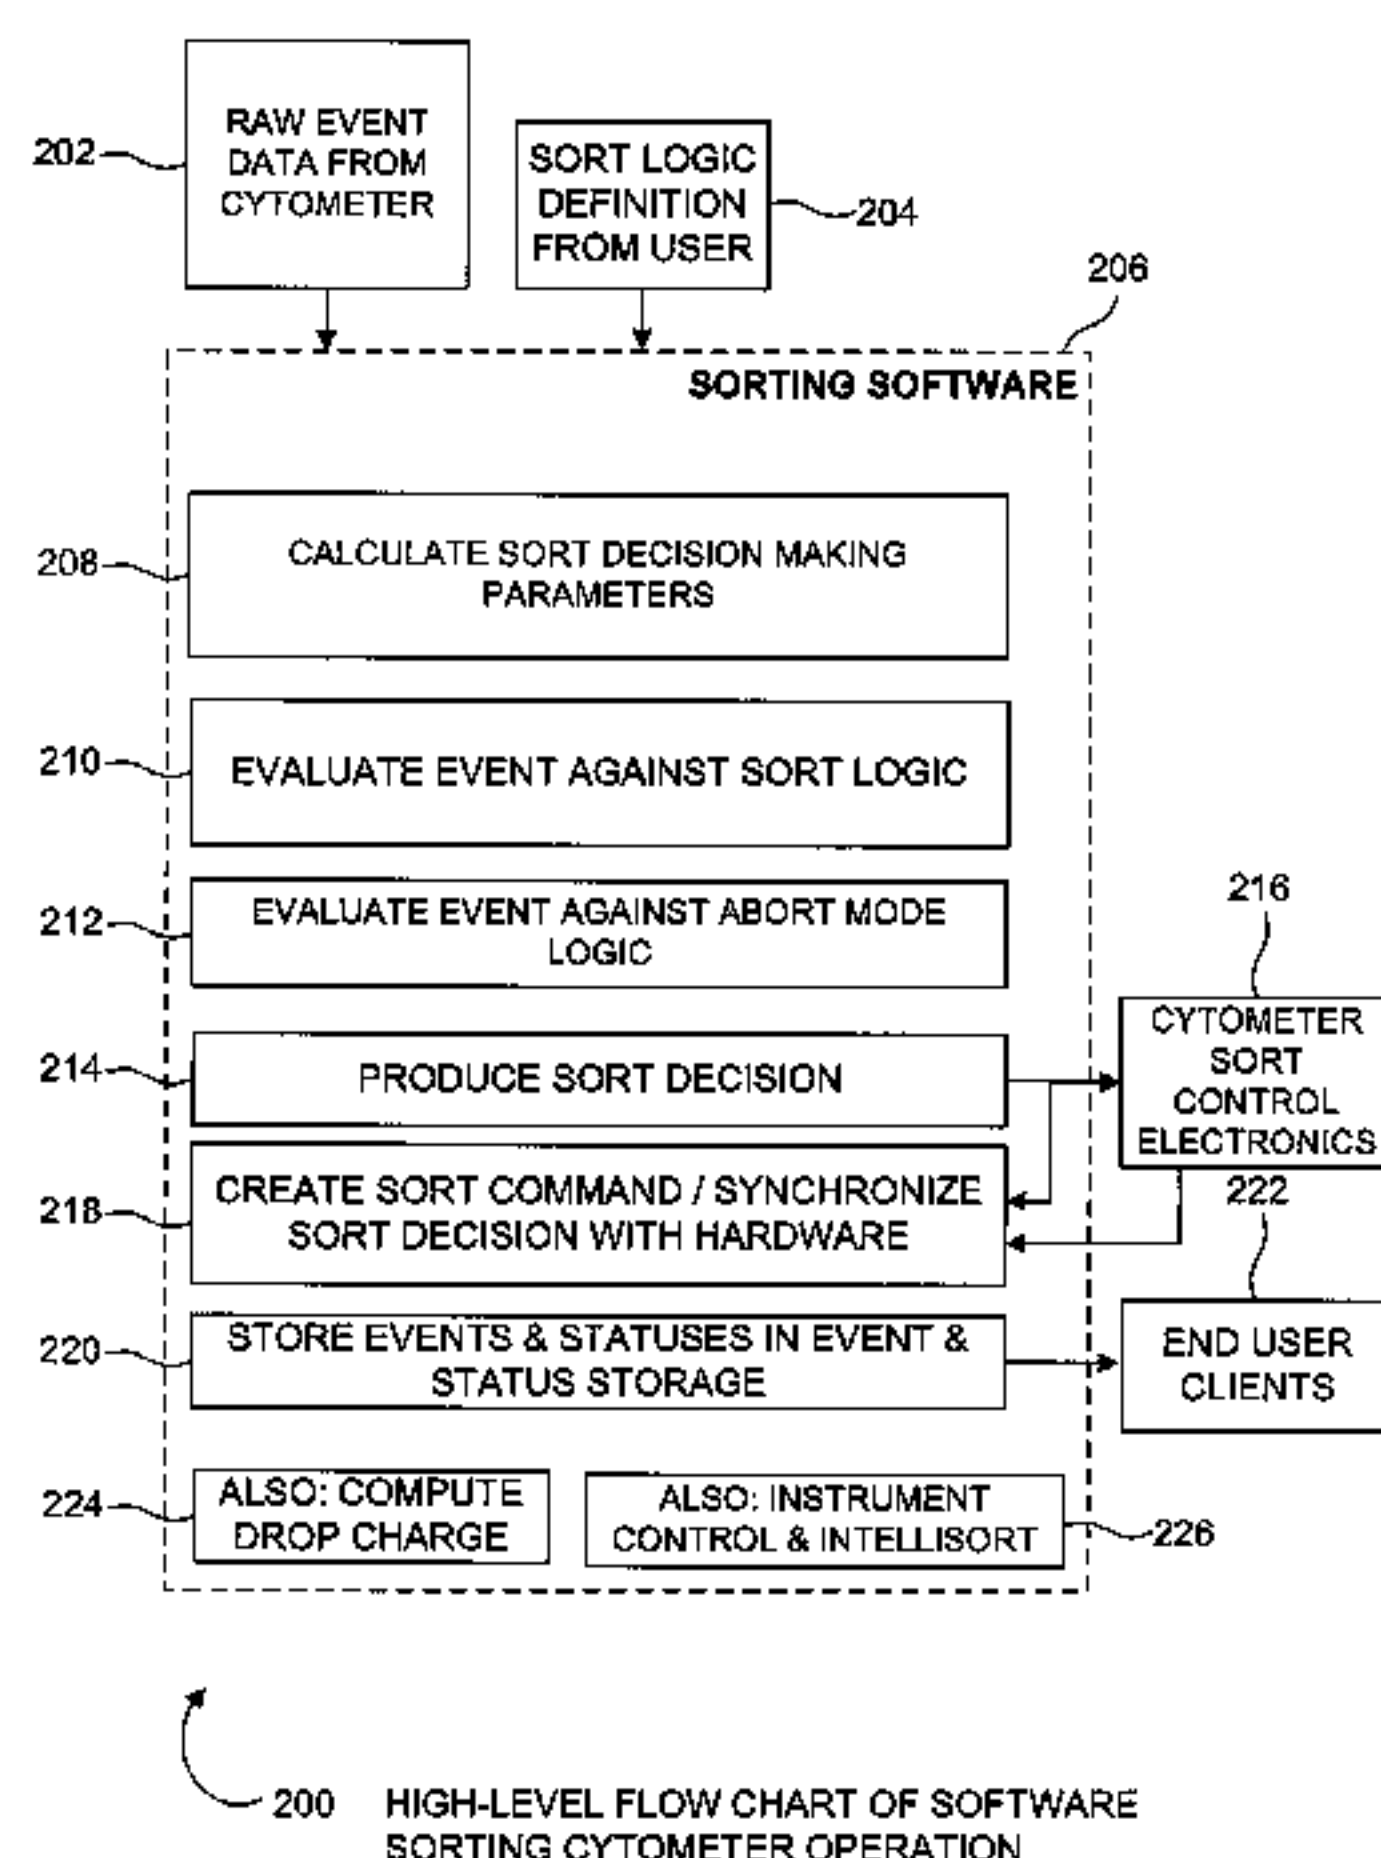 RAW EVENT
DATA FROM
CYTOMETER
202
SORT LOGIC
DEFINITION
FROM USER
204
206
SORTING SOFTWARE
208
CALCULATE SORT DECISION MAKING
PARAMETERS
210
EVALUATE EVENT AGAINST SORT LOGIC
212
EVALUATE EVENT AGAINST ABORT MODE
LOGIC
214
PRODUCE SORT DECISION
216
CYTOMETER
SORT
CONTROL
ELECTRONICS
218
CREATE SORT COMMAND / SYNCHRONIZE
SORT DECISION WITH HARDWARE
222
220
STORE EVENTS & STATUSES IN EVENT &
STATUS STORAGE
END USER
CLIENTS
224
ALSO: COMPUTE
DROP CHARGE
ALSO: INSTRUMENT
CONTROL & INTELLISORT
226
200
HIGH-LEVEL FLOW CHART OF SOFTWARE
SORTING CYTOMETER OPERATION